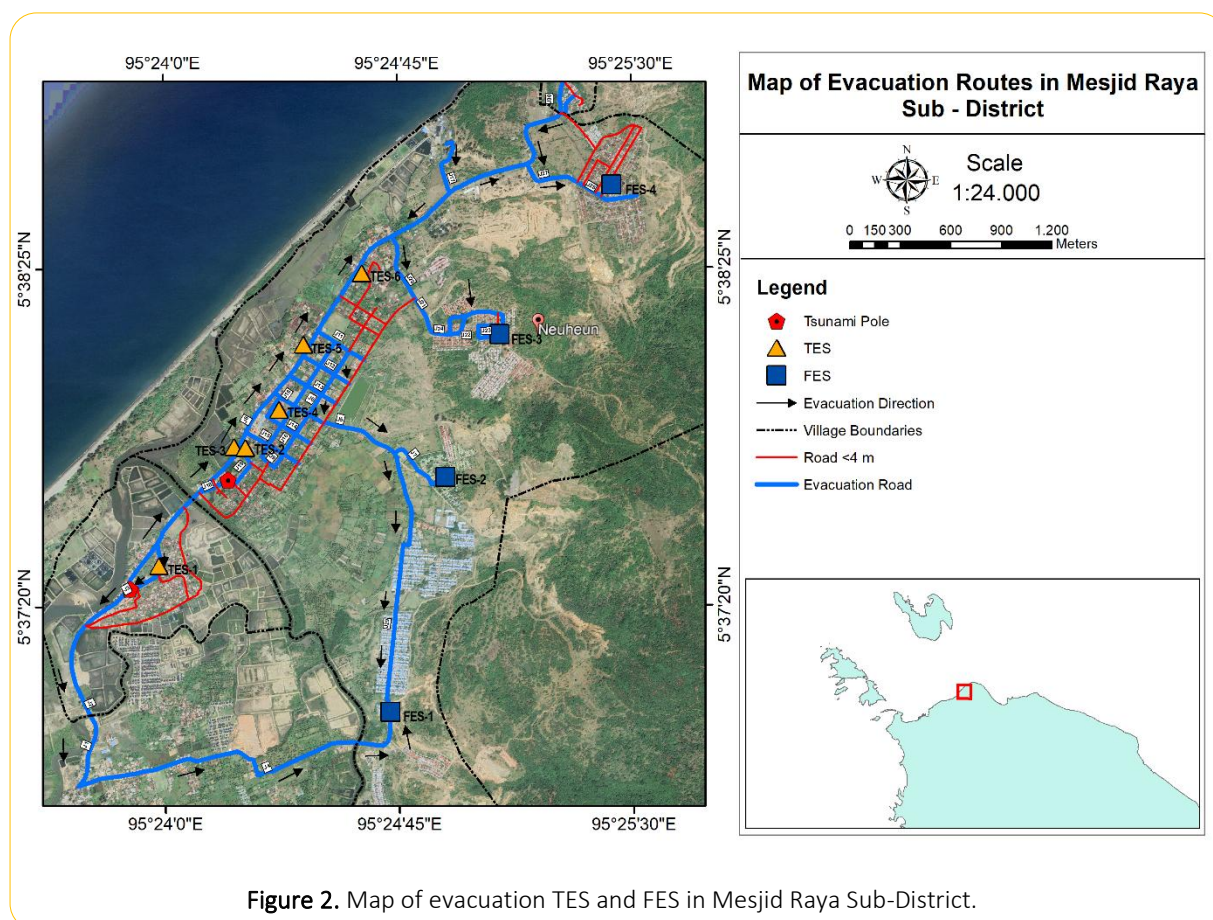 95°24'0"E
95°24'45"E
95°25'30"E
5°38'25"N
5°37'20"N
FES-4
TES-6
Neuheun
FES-3
TES-5
TES-4
TES-3
TES-2
FES-2
TES-1
FES-1
5°38'25"N
5°37'20"N
95°24'0"E
95°24'45"E
95°25'30"E
Map of Evacuation Routes in Mesjid Raya
Sub - District
N
W
E
S
Scale
1:24.000
0 150 300 600 900 1.200
Meters
Legend
Tsunami Pole
TES
FES
Evacuation Direction
Village Boundaries
Road <4 m
Evacuation Road
Figure 2. Map of evacuation TES and FES in Mesjid Raya Sub-District.